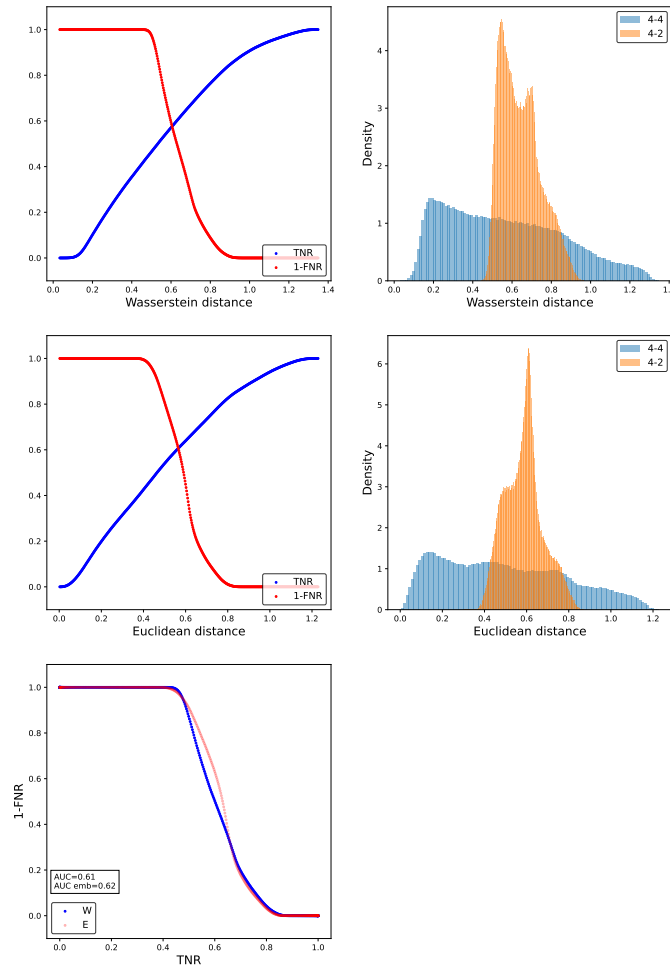 1.0
0.8
0.6
0.4
0.2
0.0
TNR
1-FNR
0.0 0.2 0.4 0.6 0.8 1.0 1.2 1.4
Wasserstein distance
4-4
4-2
Density
4
3
2
1
0
0.0 0.2 0.4 0.6 0.8 1.0 1.2 1.4
Wasserstein distance
1.0
0.8
0.6
0.4
0.2
0.0
TNR
1-FNR
0.0 0.2 0.4 0.6 0.8 1.0 1.2
Euclidean distance
4-4
4-2
Density
6
5
4
3
2
1
0
0.0 0.2 0.4 0.6 0.8 1.0 1.2
Euclidean distance
1-FNR
1.0
0.8
0.6
0.4
0.2
0.0
AUC=0.61
AUC emb=0.62
W
E
0.0 0.2 0.4 0.6 0.8 1.0
TNR